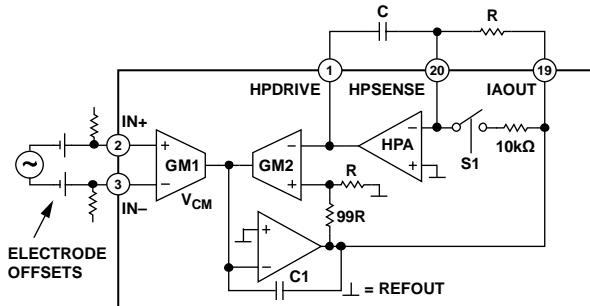 C
R
1
20
19
HPDRIVE
HPSENSE
IAOUT
IN+
2
+
GM1
−
3
IN−
V_CM
−
GM2
+
HPA
−
+
S1
10kΩ
R
99R
+
−
C1
ELECTRODE
OFFSETS
= REFOUT